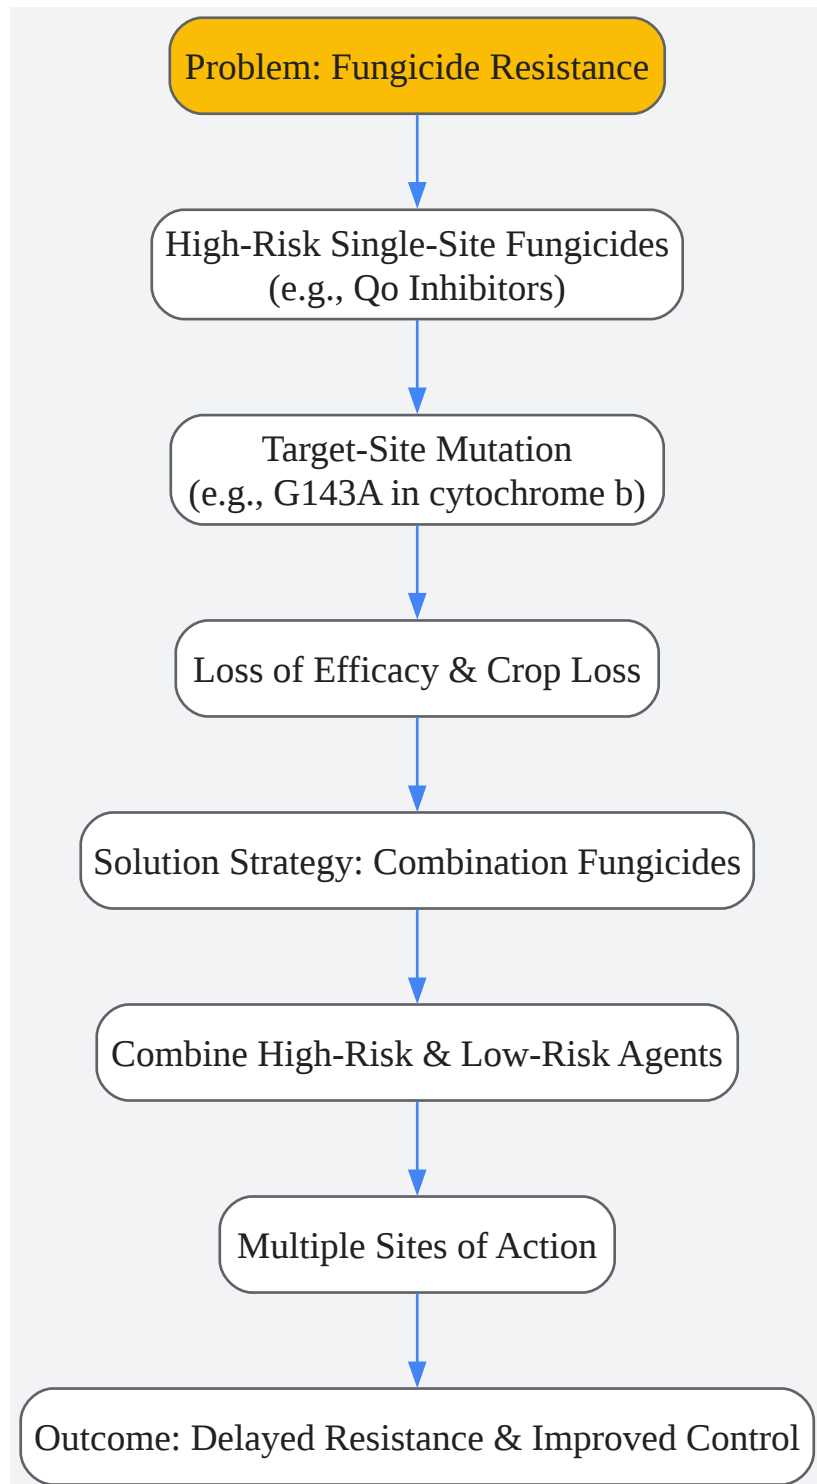 Problem: Fungicide Resistance
High-Risk Single-Site Fungicides
(e.g., Qo Inhibitors)
Target-Site Mutation
(e.g., G143A in cytochrome b)
Loss of Efficacy & Crop Loss
Solution Strategy: Combination Fungicides
Combine High-Risk & Low-Risk Agents
Multiple Sites of Action
Outcome: Delayed Resistance & Improved Control